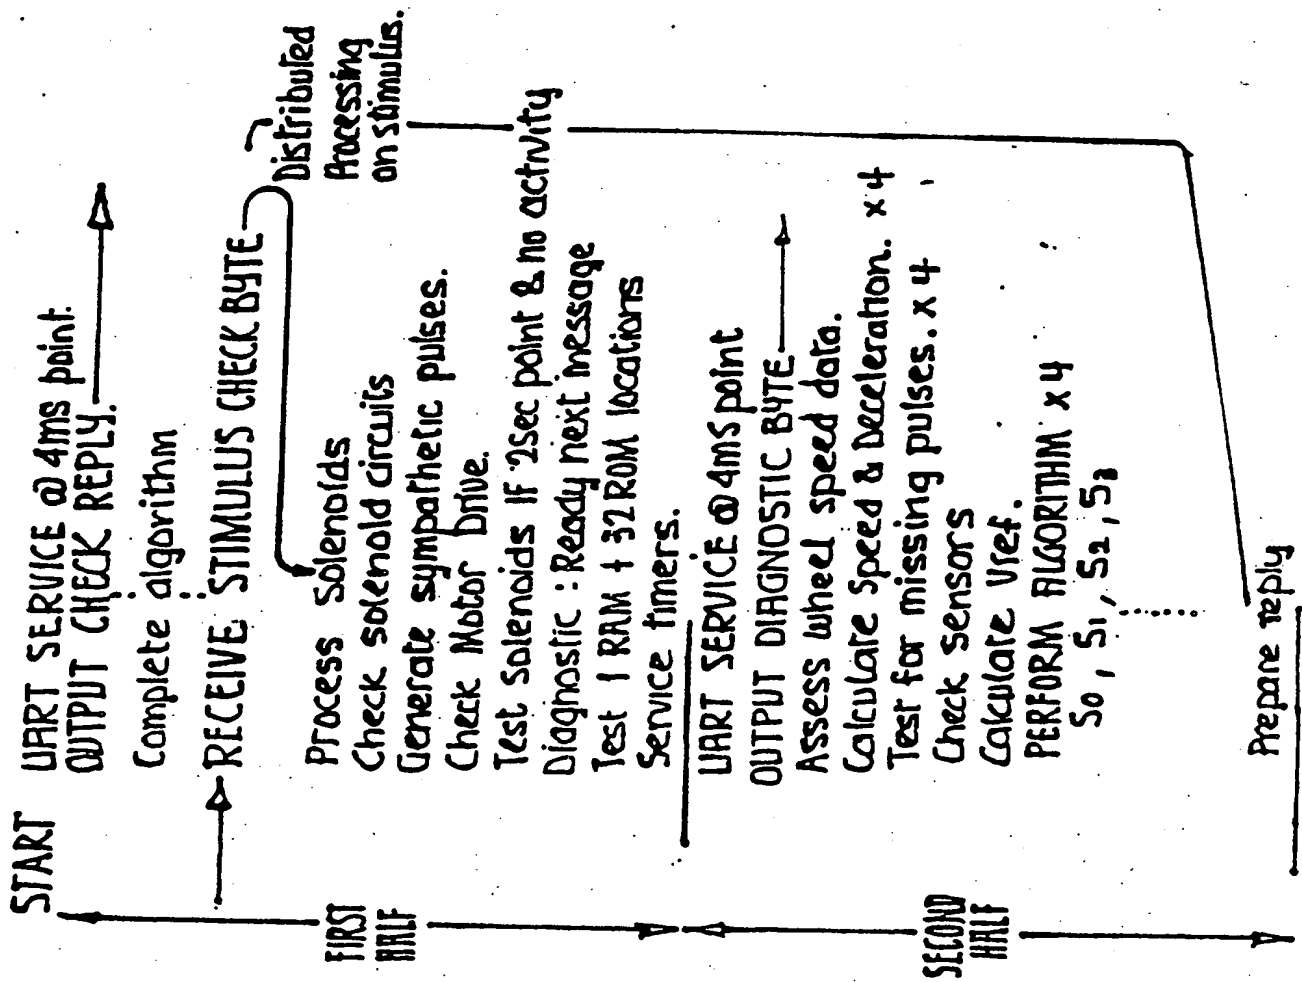 START
UART SERVICE @ 4ms point.
OUTPUT CHECK REPLY.
Complete algorithm
RECEIVE STIMULUS CHECK BYTE
Distributed
Processing
on stimulus.
FIRST
HALF
Process Solenoids
Check solenoid circuits
Generate sympathetic pulses.
Check Motor Drive.
Test Solenoids IF 2Sec point & no activity
Diagnostic : Ready next message
Test 1 RAM + 32 ROM locations
Service timers.
SECOND
HALF
UART SERVICE @ 4MS point
OUTPUT DIAGNOSTIC BYTE
Assess wheel speed data.
Calculate Speed & Deceleration. x 4
Test for missing pulses. x 4
Check sensors
Calculate Vref.
PERFORM ALGORITHM x 4
S0, S1, S2, S3
Prepare reply